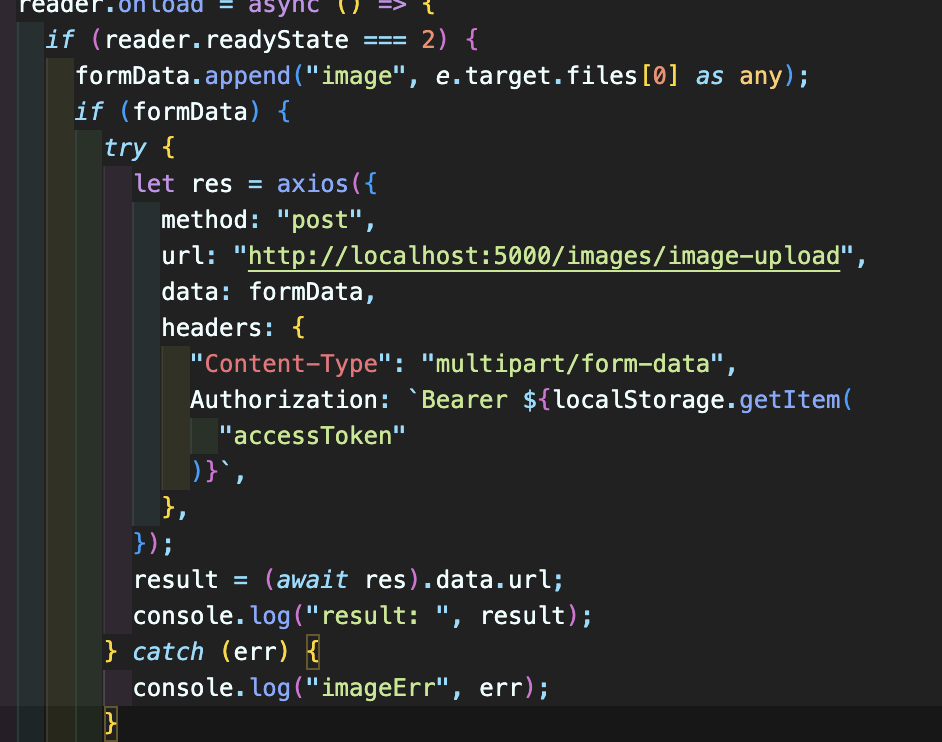 reader.onload = async () => {
if (reader.readyState === 2) {
formData.append("image", e.target.files[0] as any);
if (formData) {
try {
let res = axios({
method: "post",
url: "http://localhost:5000/images/image-upload",
data: formData,
headers: {
"Content-Type": "multipart/form-data",
Authorization: `Bearer ${localStorage.getItem(
"accessToken"
)}`,
},
});
result = (await res).data.url;
console.log("result: ", result);
} catch (err) {
console.log("imageErr", err);
}